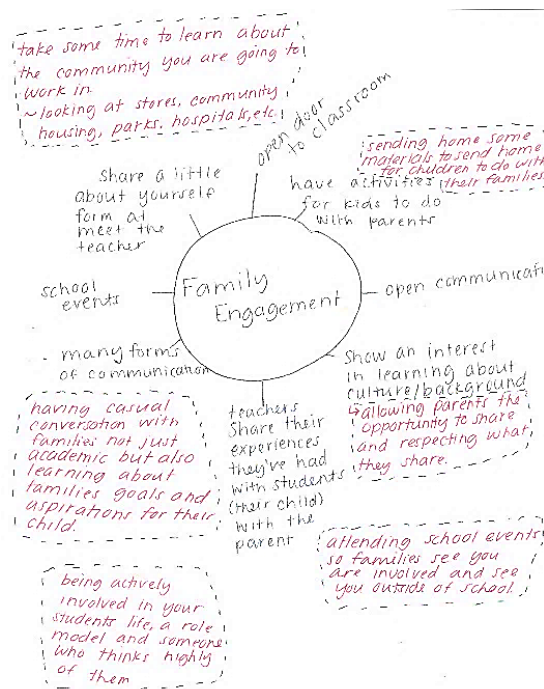 take some time to learn about
the community you are going to
work in.
~looking at stores, community
housing, parks, hospitals, etc.
open door
to classroom
sending home some
materials to send home
for children to do with
their families.
share a little
about yourself
form at
meet the
teacher
have activities
for kids to do
with parents
school
events
Family
Engagement
open communicati
many forms
of communication
Show an interest
in learning about
culture/background
↳allowing parents the
opportunity to share
and respecting what
they share.
having casual
conversation with
families not just
academic but also
learning about
families goals and
aspirations for their
child.
teachers
Share their
experiences
they've had
with students
(their child)
with the
parent
attending school events
so families see you
are involved and see
you outside of school.
being actively
involved in your
students life, a role
model and someone
who thinks highly
of them